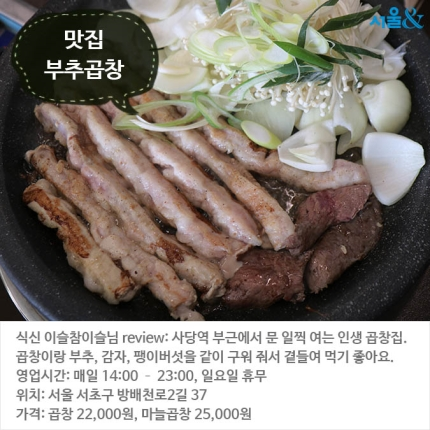 서울&
맛집
부추곱창
식신 이슬참이슬님 review: 사당역 부근에서 문 일찍 여는 인생 곱창집.
곱창이랑 부추, 감자, 팽이버섯을 같이 구워 줘서 곁들여 먹기 좋아요.
영업시간: 매일 14:00 - 23:00, 일요일 휴무
위치: 서울 서초구 방배천로2길 37
가격: 곱창 22,000원, 마늘곱창 25,000원